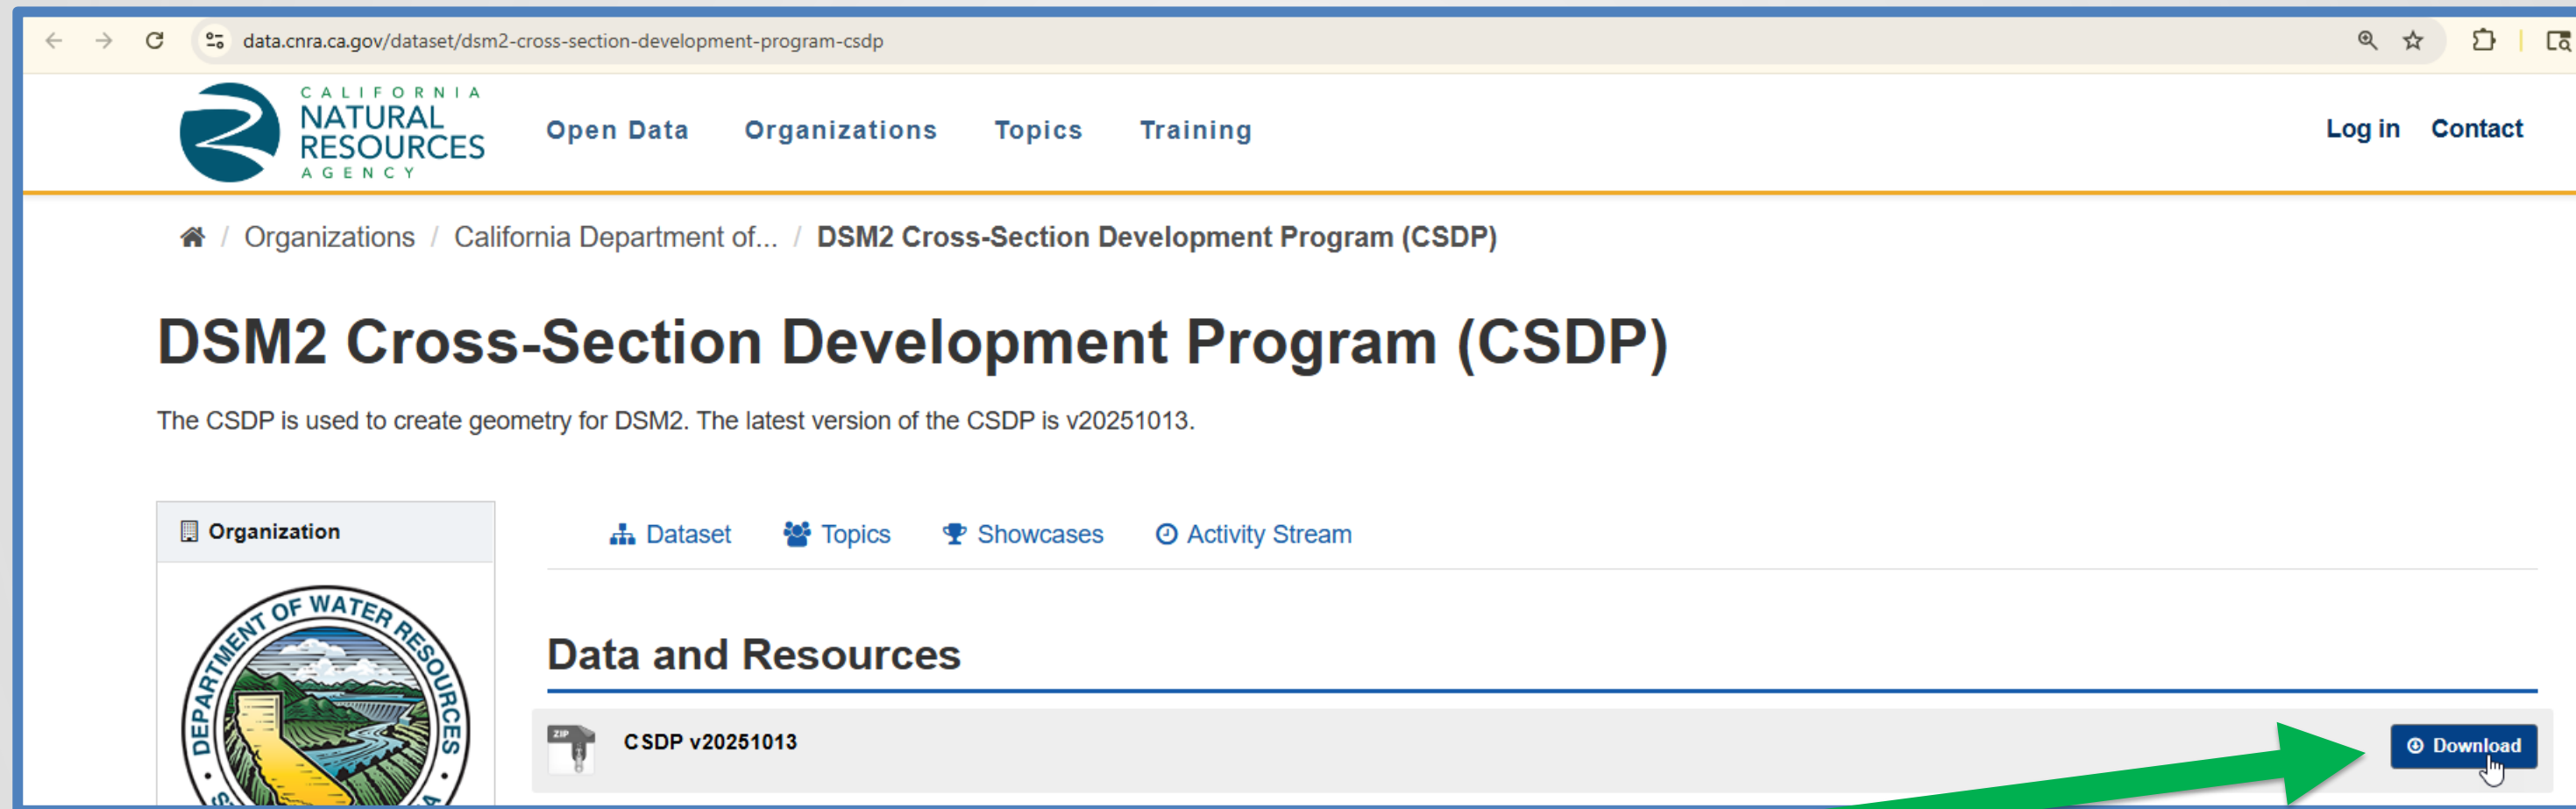 data.cnra.ca.gov/dataset/dsm2-cross-section-development-program-csdp
CALIFORNIA
NATURAL
RESOURCES
AGENCY
Open Data Organizations Topics Training
Log in Contact
/ Organizations / California Department of... / DSM2 Cross-Section Development Program (CSDP)
DSM2 Cross-Section Development Program (CSDP)
The CSDP is used to create geometry for DSM2. The latest version of the CSDP is v20251013.
Organization
Dataset Topics Showcases Activity Stream
DEPARTMENT OF WATER RESOURCES
Data and Resources
ZIP
CSDP v20251013
Download